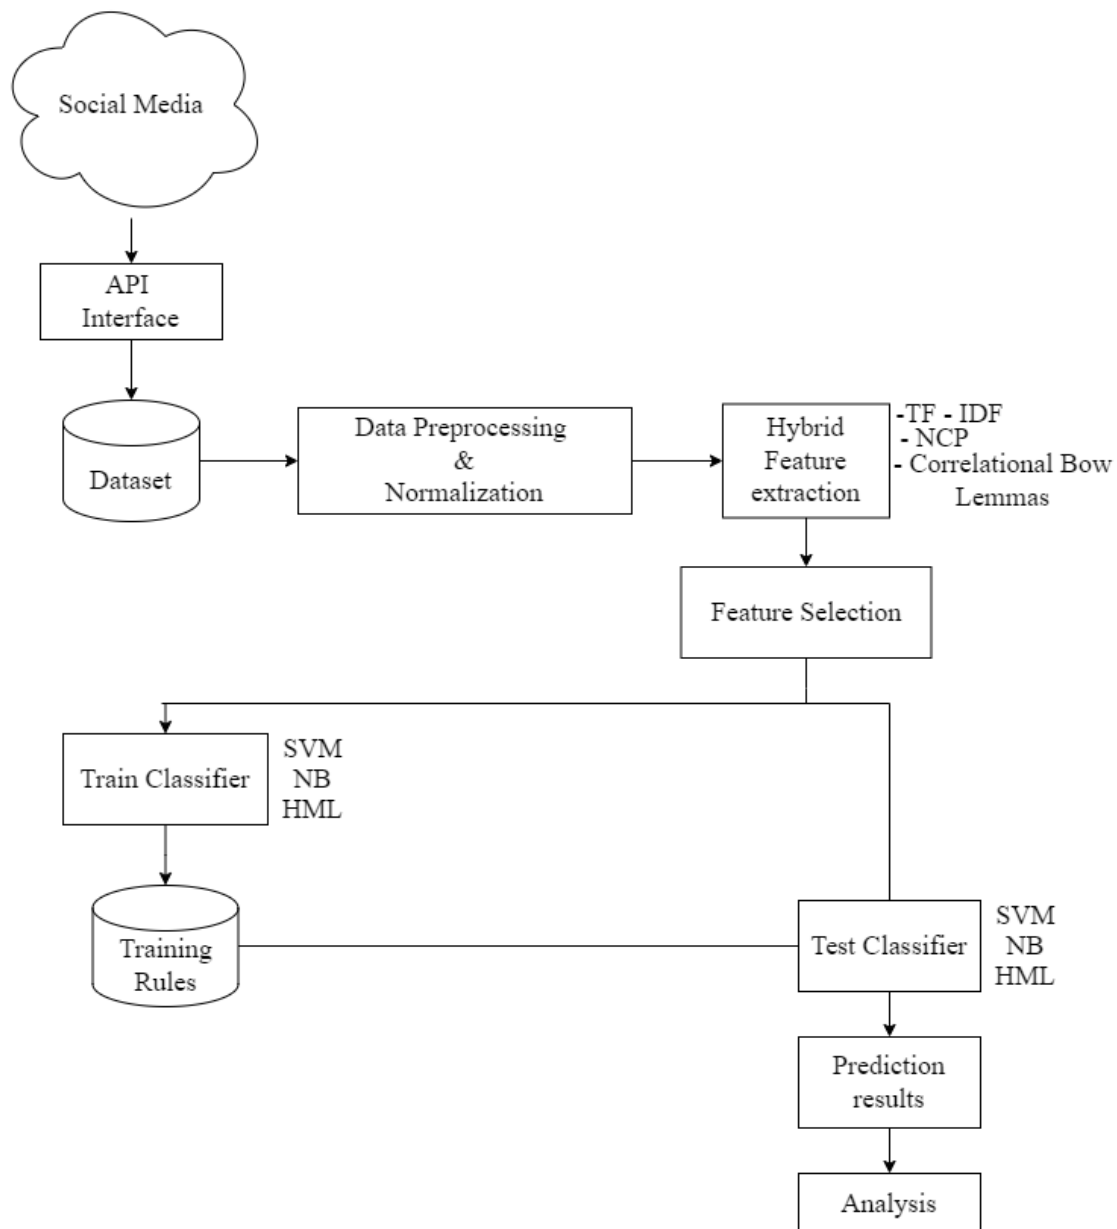 Social Media
API
Interface
Dataset
Data Preprocessing
&
Normalization
Hybrid
Feature
extraction
-TF - IDF
- NCP
- Correlational Bow
Lemmas
Feature Selection
Train Classifier
SVM
NB
HML
Training
Rules
Test Classifier
SVM
NB
HML
Prediction
results
Analysis